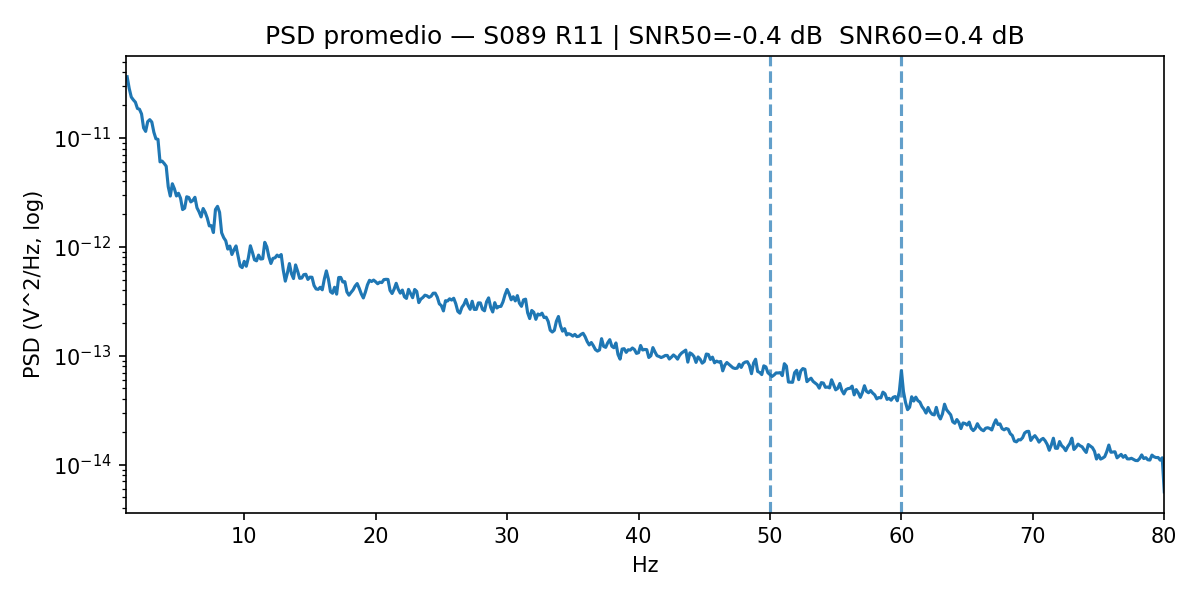 PSD promedio — S089 R11 | SNR50=-0.4 dB  SNR60=0.4 dB
PSD (V^2/Hz, log)
10⁻¹¹
10⁻¹²
10⁻¹³
10⁻¹⁴
10 20 30 40 50 60 70 80
Hz